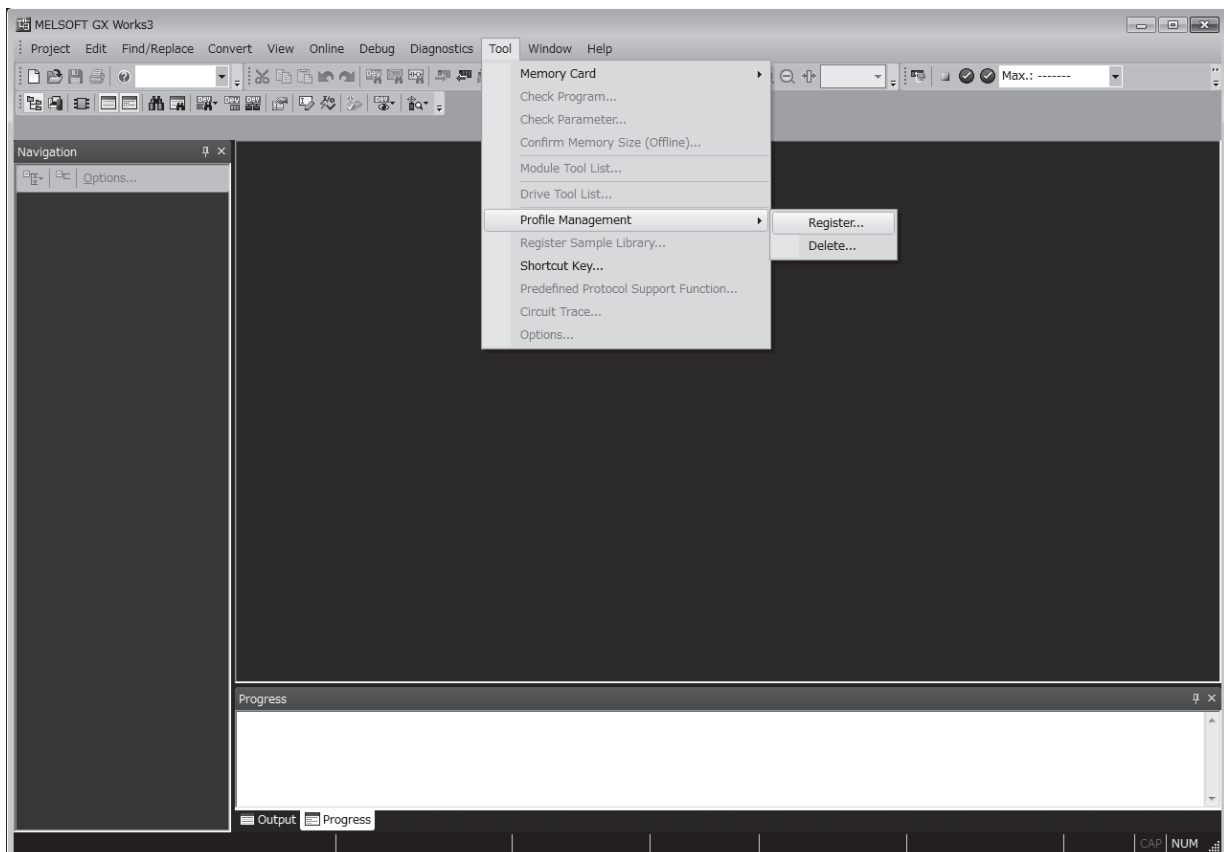 MELSOFT GX Works3
Project Edit Find/Replace Convert View Online Debug Diagnostics Tool Window Help
Max.: -------
Memory Card
Check Program...
Check Parameter...
Confirm Memory Size (Offline)...
Module Tool List...
Drive Tool List...
Profile Management
Register...
Delete...
Register Sample Library...
Shortcut Key...
Predefined Protocol Support Function...
Circuit Trace...
Options...
Navigation
Options...
Progress
Output Progress
CAP NUM